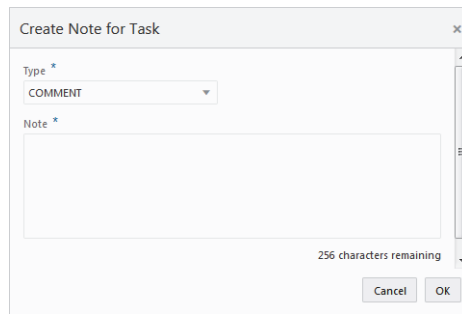 Create Note for Task
Type *
COMMENT
Note *
256 characters remaining
Cancel OK